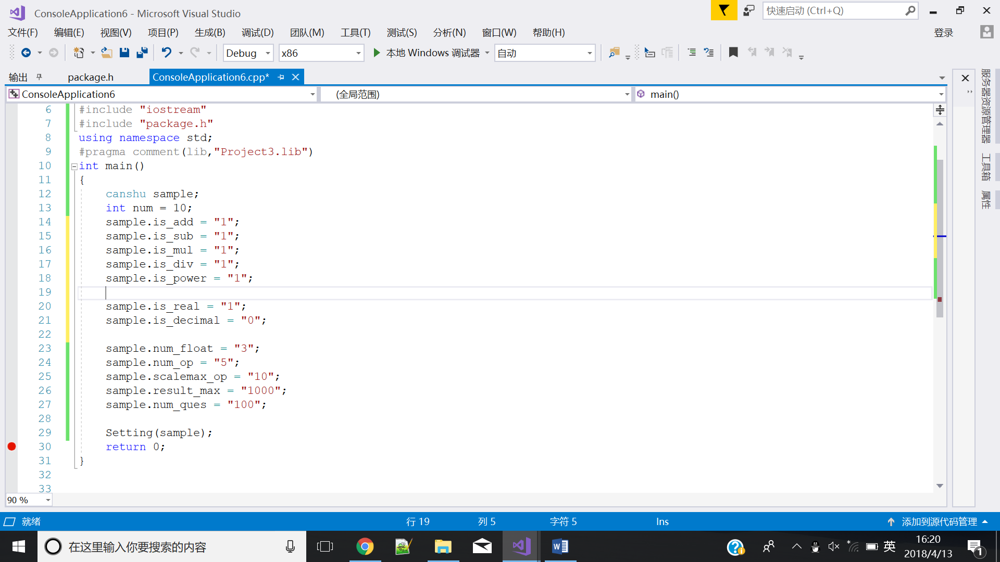 ConsoleApplication6 - Microsoft Visual Studio
快速启动 (Ctrl+Q)
文件(F) 编辑(E) 视图(V) 项目(P) 生成(B) 调试(D) 团队(M) 工具(T) 测试(S) 分析(N) 窗口(W) 帮助(H) 登录
Debug x86 本地 Windows 调试器 自动
输出 package.h ConsoleApplication6.cpp*
ConsoleApplication6 (全局范围) main()
6 #include "iostream"
7 #include "package.h"
8 using namespace std;
9 #pragma comment(lib,"Project3.lib")
10 int main()
11 {
12 canshu sample;
13 int num = 10;
14 sample.is_add = "1";
15 sample.is_sub = "1";
16 sample.is_mul = "1";
17 sample.is_div = "1";
18 sample.is_power = "1";
19
20 sample.is_real = "1";
21 sample.is_decimal = "0";
22
23 sample.num_float = "3";
24 sample.num_op = "5";
25 sample.scalemax_op = "10";
26 sample.result_max = "1000";
27 sample.num_ques = "100";
28
29 Setting(sample);
30 return 0;
31 }
32
33
90 %
服务器资源管理器
工具箱
属性
就绪 行 19 列 5 字符 5 Ins 添加到源代码管理
在这里输入你要搜索的内容
英
16:20
2018/4/13
1